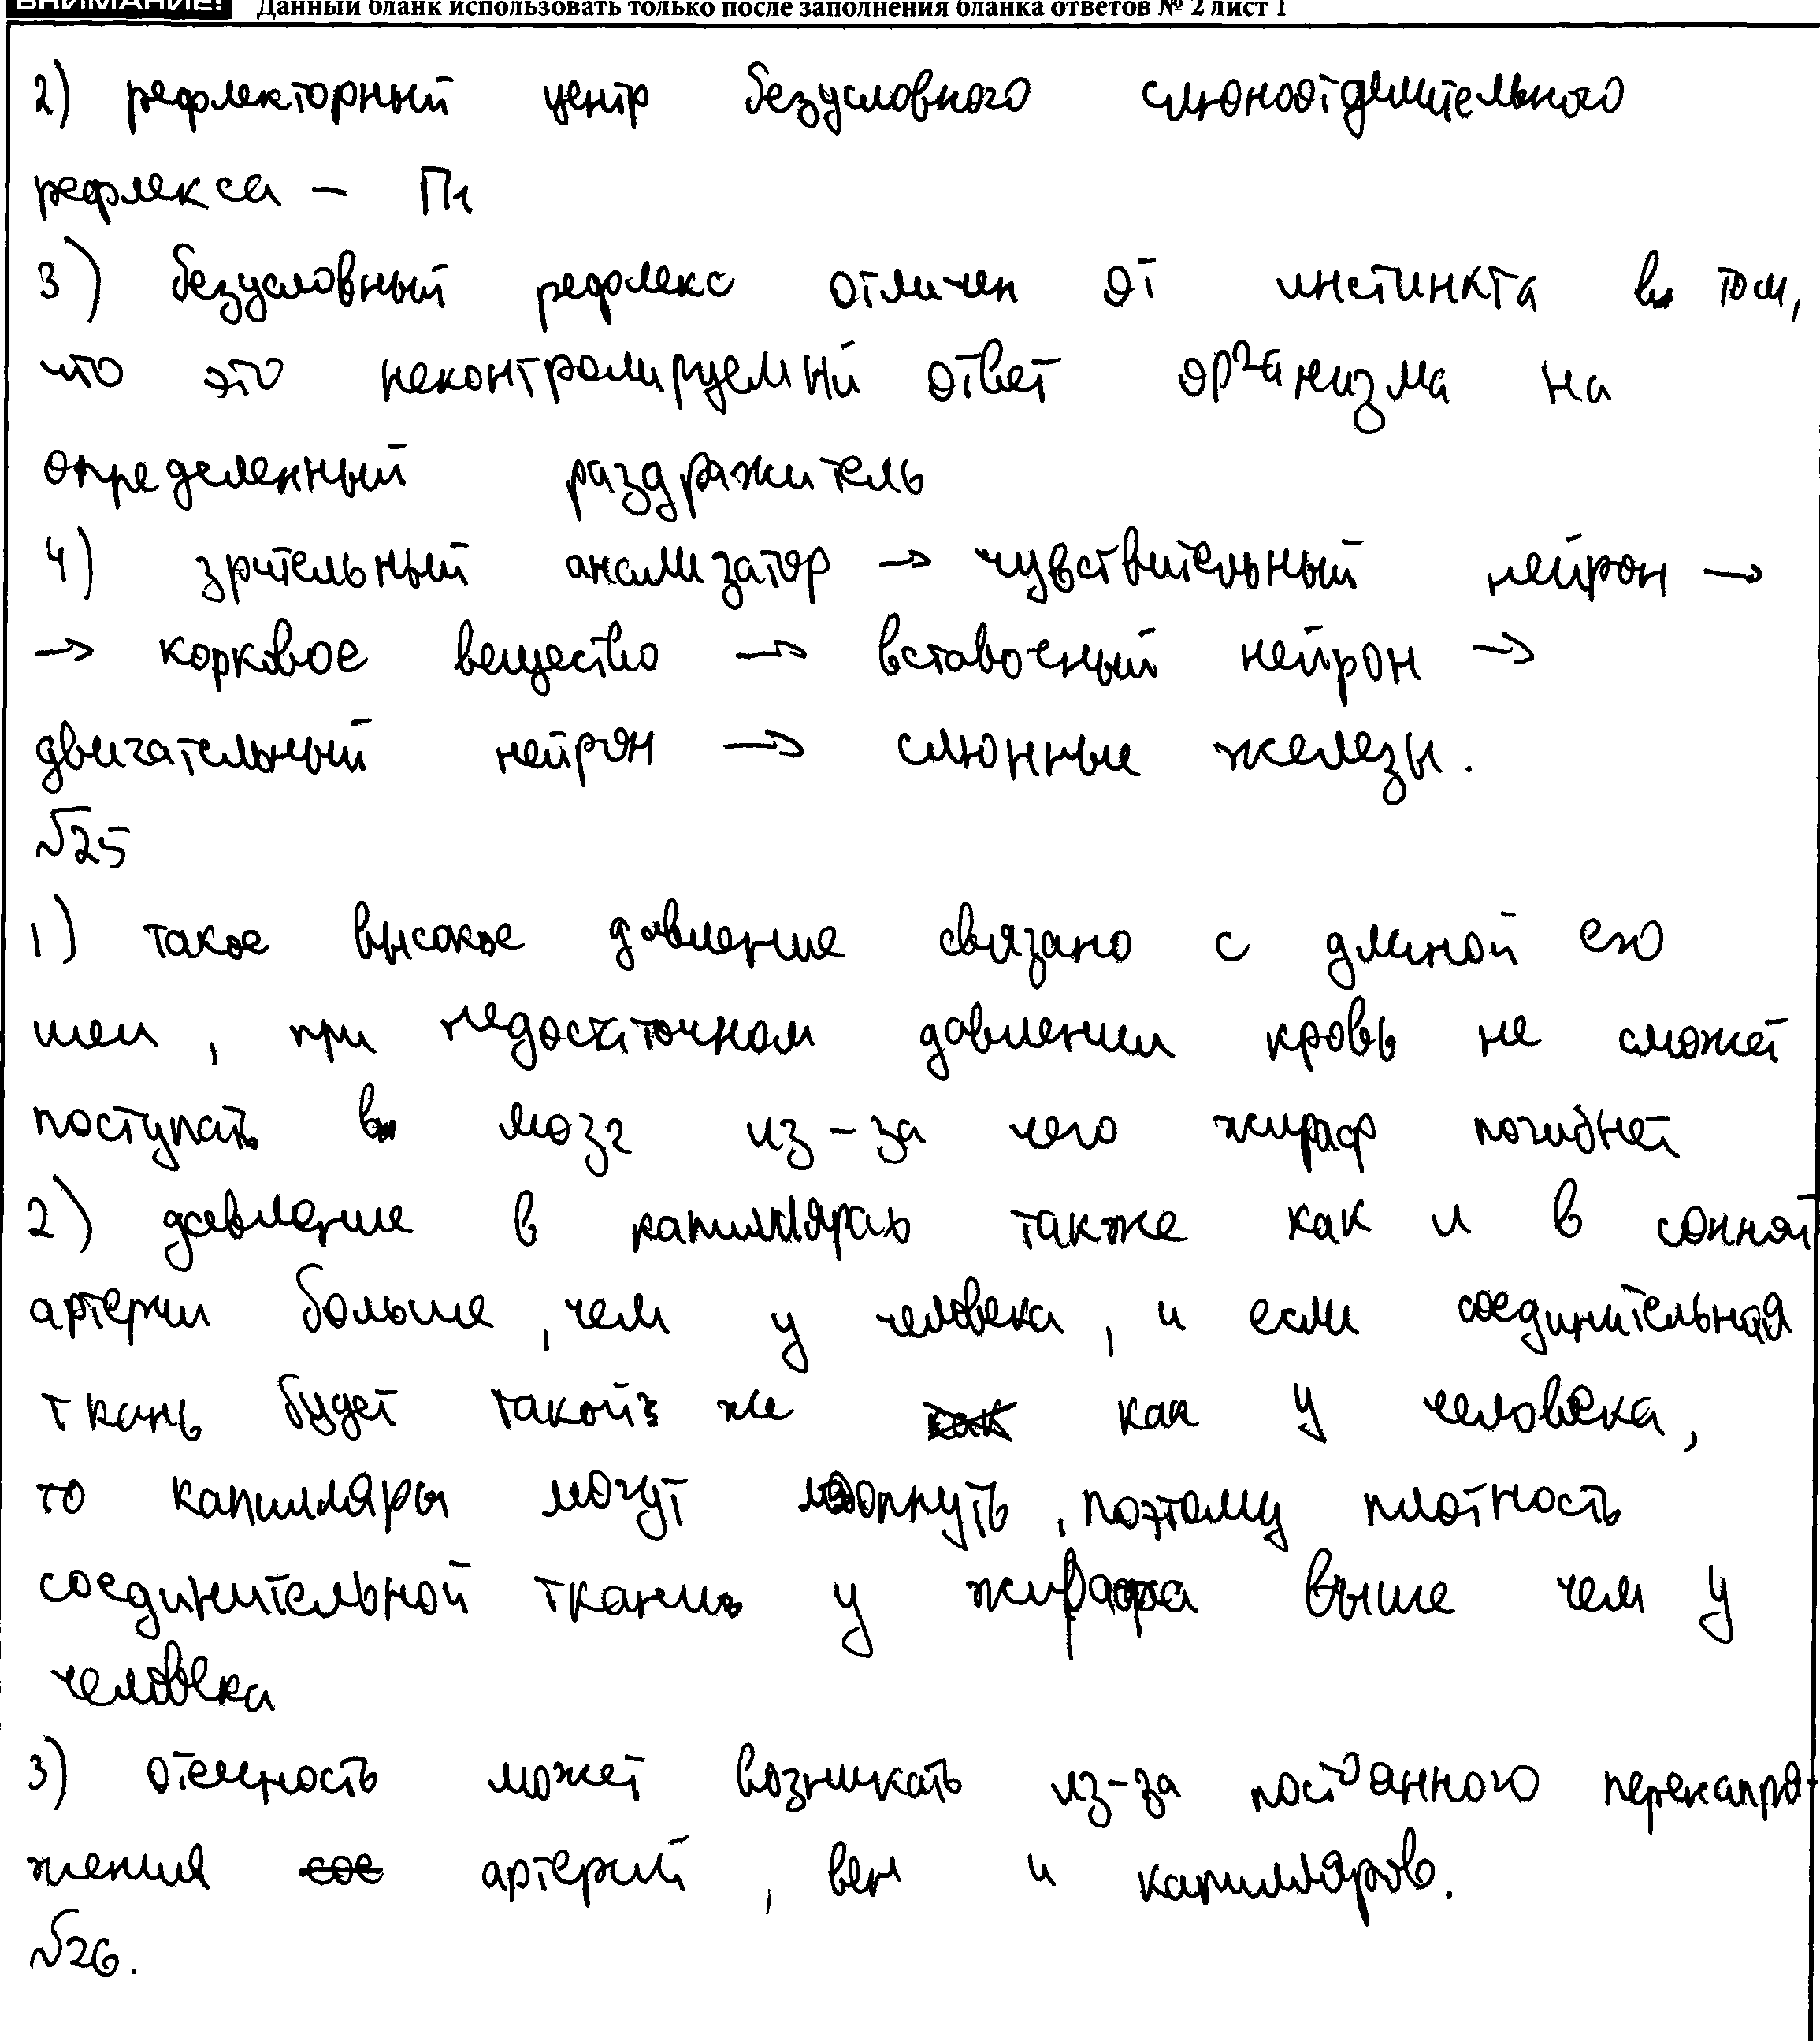 ВНИМАНИЕ! Данный бланк использовать только после заполнения бланка ответов № 2 лист 1
2) рефлекторный центр безусловного слюноотделительного
рефлекса – П1
3) безусловный рефлекс отличен от инстинкта в том,
что это неконтролируемый ответ организма на
определенный раздражитель
4) зрительный анализатор → чувствительный нейрон →
→ корковое вещество → вставочный нейрон →
двигательный нейрон → слюнные железы.
№25
1) такое высокое давление связано с длиной его
шеи, при недостаточном давлении кровь не сможет
поступать в мозг из-за чего жираф погибнет
2) давление в капиллярах также как и в сонной
артерии больше, чем у человека, и если соединительная
ткань будет такой же как у человека,
то капилляры могут лопнуть, поэтому плотность
соединительной ткани у жирафа выше чем у
человека
3) отечность может возникать из-за постоянного перенапря-
жения артерий, вен и капилляров.
№26.